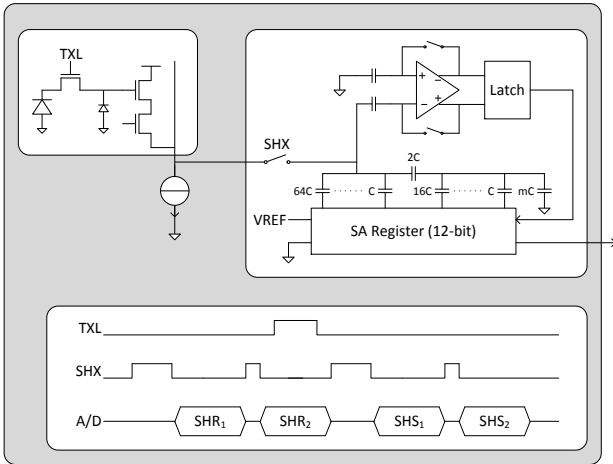 TXL
Latch
SHX
2C
64C ...... C 16C ...... C mC
VREF
SA Register (12-bit)
TXL
SHX
A/D SHR₁ SHR₂ SHS₁ SHS₂